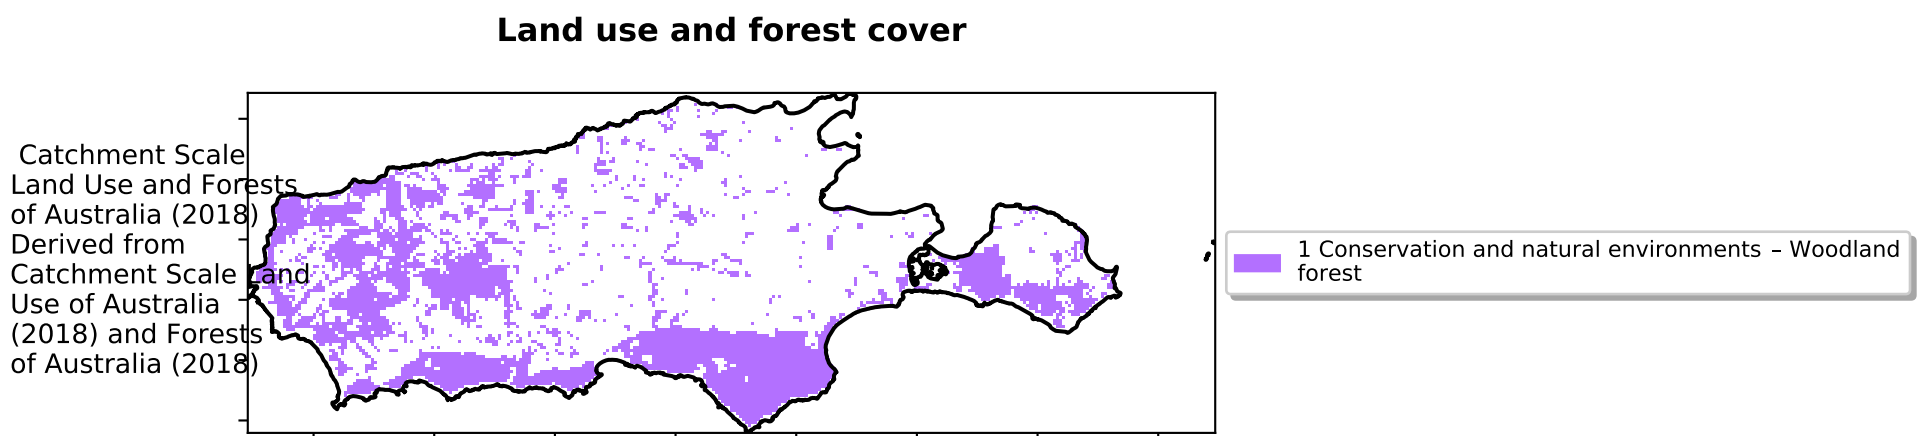 Land use and forest cover
Catchment Scale
Land Use and Forests
of Australia (2018)
Derived from
Catchment Scale Land
Use of Australia
(2018) and Forests
of Australia (2018)
1 Conservation and natural environments – Woodland
forest